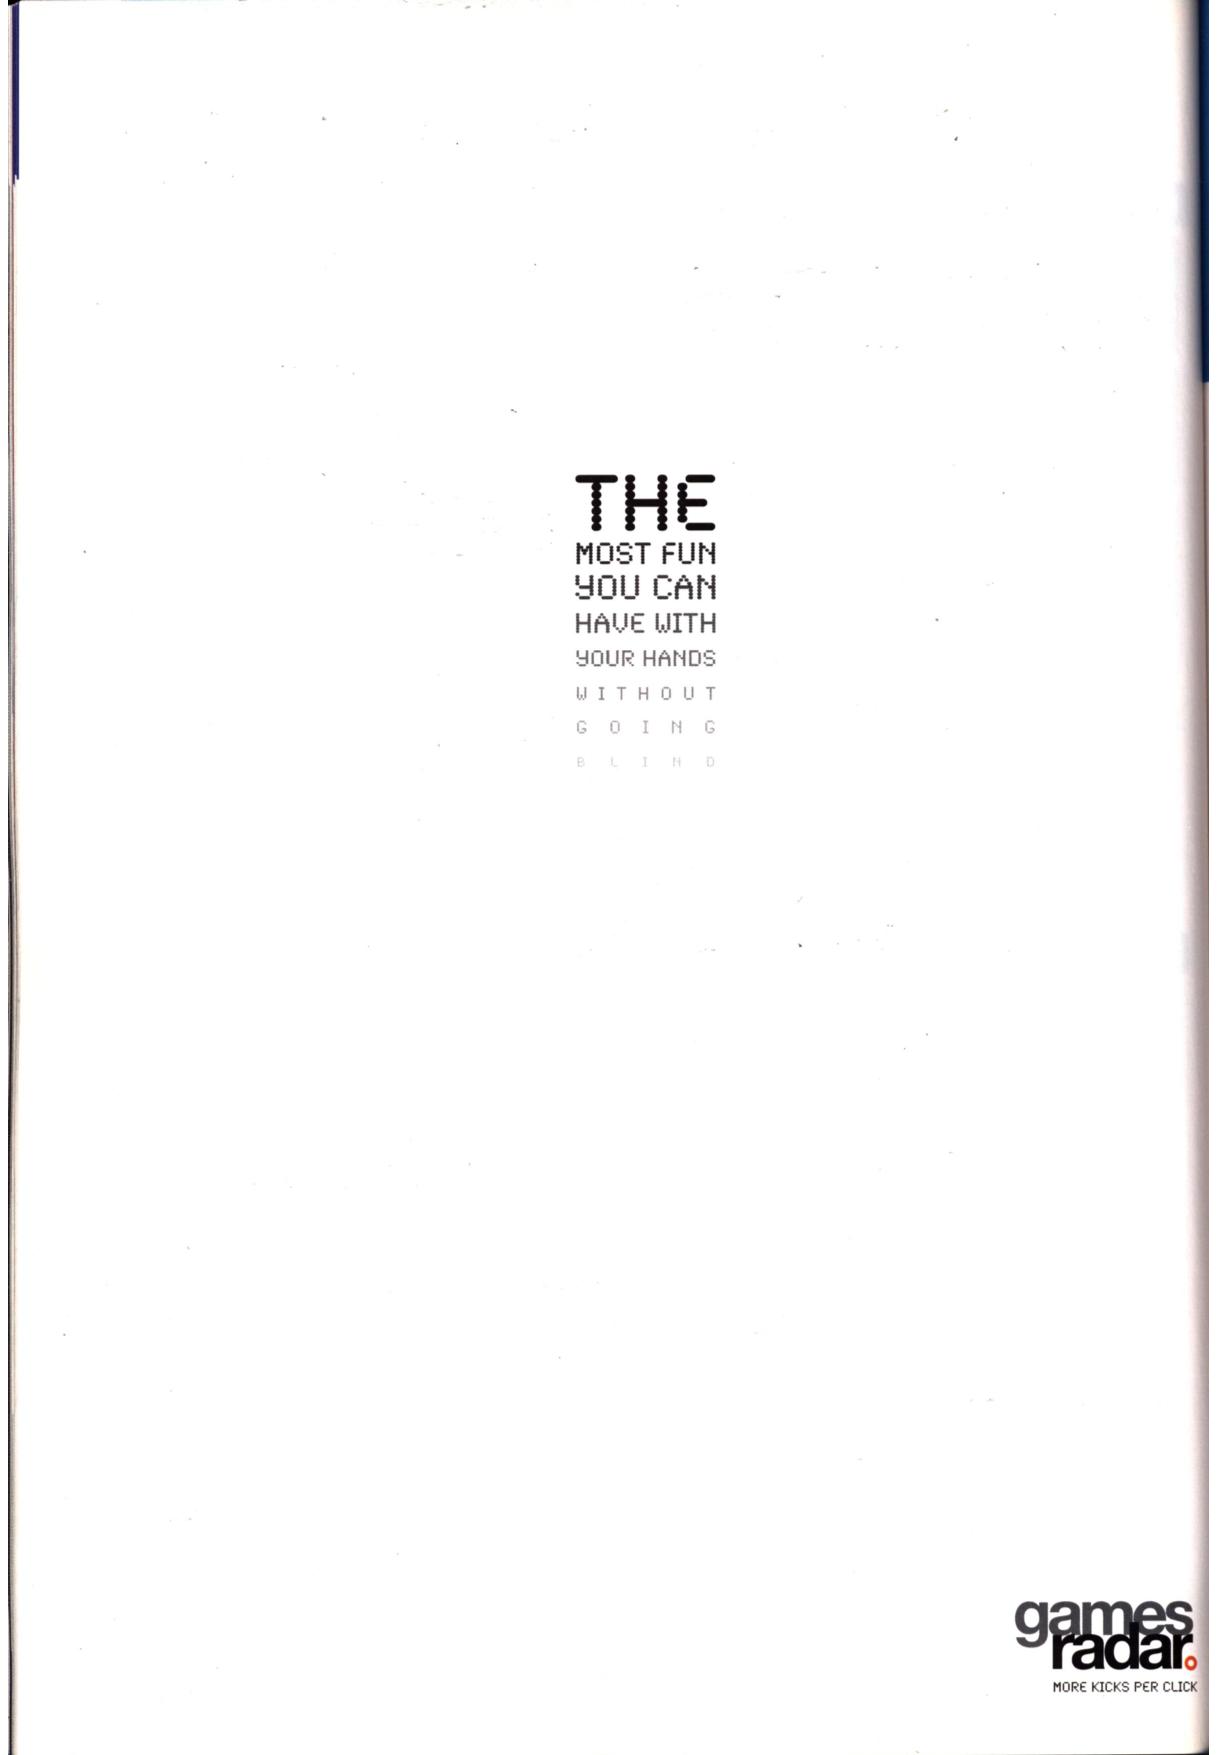 THE
MOST FUN
YOU CAN
HAVE WITH
YOUR HANDS
WITHOUT
GOING
BLIND
games
radar.
MORE KICKS PER CLICK